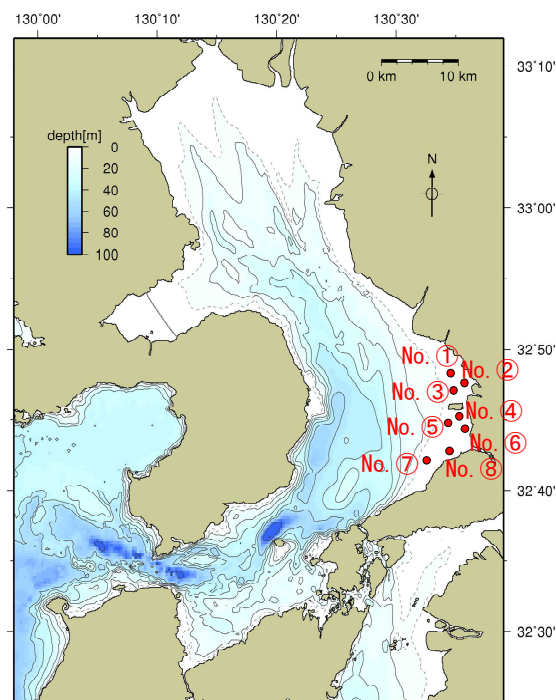 130°00' 130°10' 130°20' 130°30'
33°10'
0 km 10 km
depth[m]
0
20
40
60
80
100
N
33°00'
32°50'
No. ①
No. ②
No. ③
No. ④
No. ⑤
No. ⑥
No. ⑦
No. ⑧
32°40'
32°30'